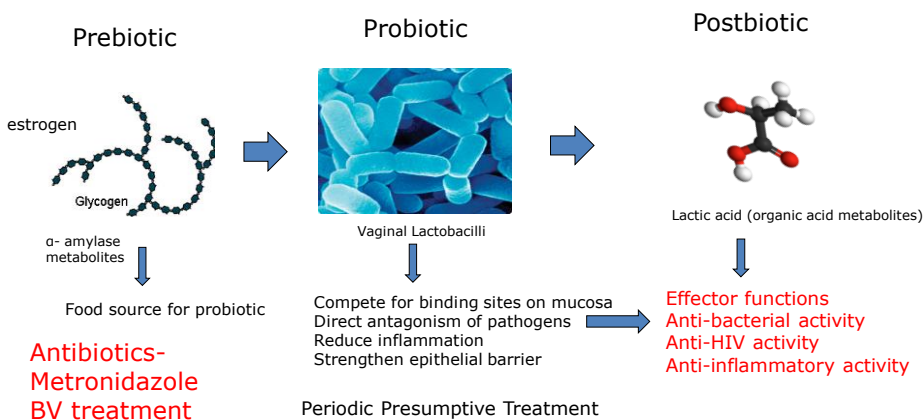 Prebiotic
Probiotic
Postbiotic
estrogen
Glycogen
Vaginal Lactobacilli
Lactic acid (organic acid metabolites)
α- amylase
metabolites
Food source for probiotic
Compete for binding sites on mucosa
Direct antagonism of pathogens
Reduce inflammation
Strengthen epithelial barrier
Effector functions
Anti-bacterial activity
Anti-HIV activity
Anti-inflammatory activity
Antibiotics-
Metronidazole
BV treatment
Periodic Presumptive Treatment